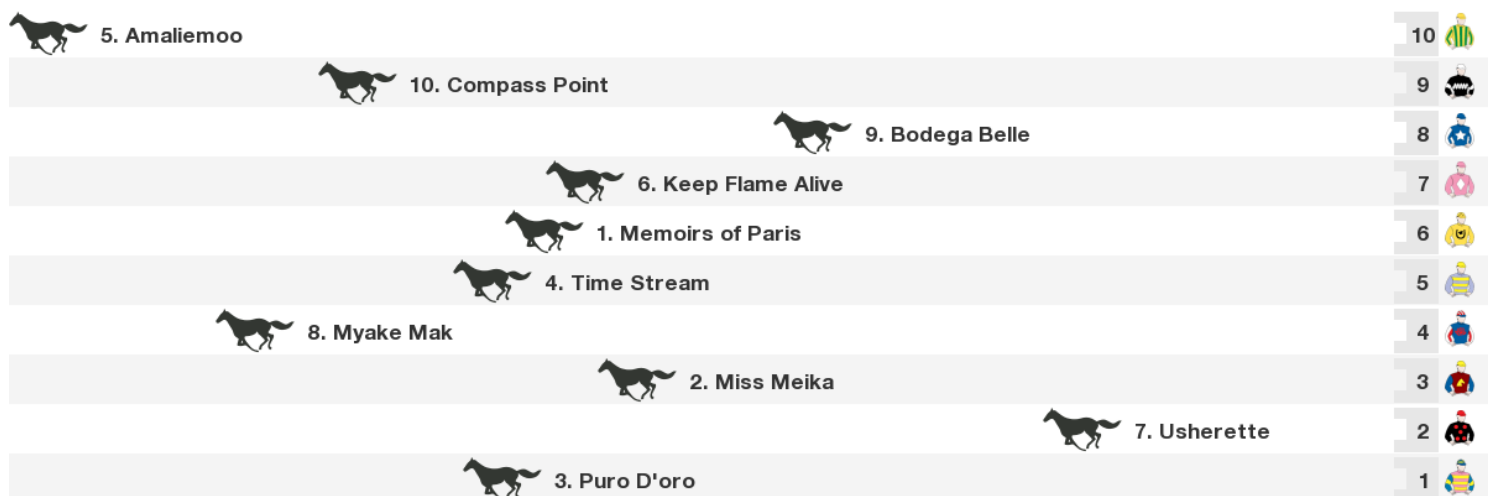 5. Amaliemoo 10
10. Compass Point 9
9. Bodega Belle 8
6. Keep Flame Alive 7
1. Memoirs of Paris 6
4. Time Stream 5
8. Myake Mak 4
2. Miss Meika 3
7. Usherette 2
3. Puro D'oro 1